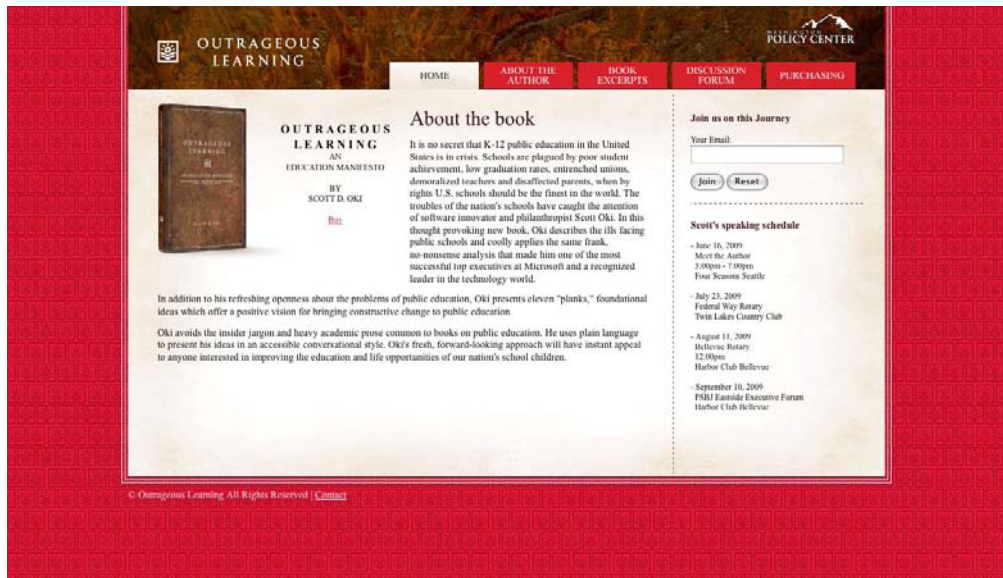 OUTRAGEOUS
LEARNING
WASHINGTON
POLICY CENTER
HOME
ABOUT THE
AUTHOR
BOOK
EXCERPTS
DISCUSSION
FORUM
PURCHASING
OUTRAGEOUS
LEARNING
OUTRAGEOUS
LEARNING
AN
EDUCATION MANIFESTO
BY
SCOTT D. OKI
Buy
About the book
It is no secret that K-12 public education in the United
States is in crisis. Schools are plagued by poor student
achievement, low graduation rates, entrenched unions,
demoralized teachers and disaffected parents, when by
rights U.S. schools should be the finest in the world. The
troubles of the nation's schools have caught the attention
of software innovator and philanthropist Scott Oki. In this
thought provoking new book, Oki describes the ills facing
public schools and coolly applies the same frank,
no-nonsense analysis that made him one of the most
successful top executives at Microsoft and a recognized
leader in the technology world.
In addition to his refreshing openness about the problems of public education, Oki presents eleven "planks," foundational
ideas which offer a positive vision for bringing constructive change to public education.
Oki avoids the insider jargon and heavy academic prose common to books on public education. He uses plain language
to present his ideas in an accessible conversational style. Oki's fresh, forward-looking approach will have instant appeal
to anyone interested in improving the education and life opportunities of our nation's school children.
Join us on this Journey
Your Email:
Join Reset
Scott's speaking schedule
- June 16, 2009
Meet the Author
5:00pm - 7:00pm
Four Seasons Seattle
- July 23, 2009
Federal Way Rotary
Twin Lakes Country Club
- August 11, 2009
Bellevue Rotary
12:00pm
Harbor Club Bellevue
- September 10, 2009
PSBJ Eastside Executive Forum
Harbor Club Bellevue
© Outrageous Learning All Rights Reserved | Contact